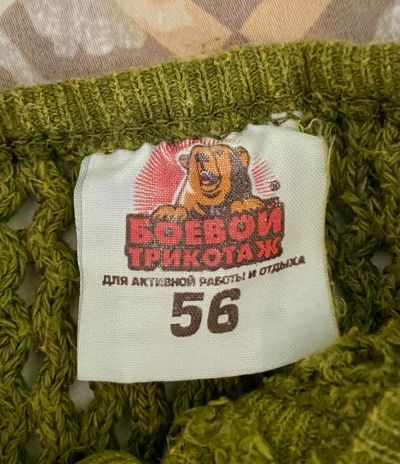 ®
БОЕВОЙ
ТРИКОТАЖ
ДЛЯ АКТИВНОЙ РАБОТЫ И ОТДЫХА
56